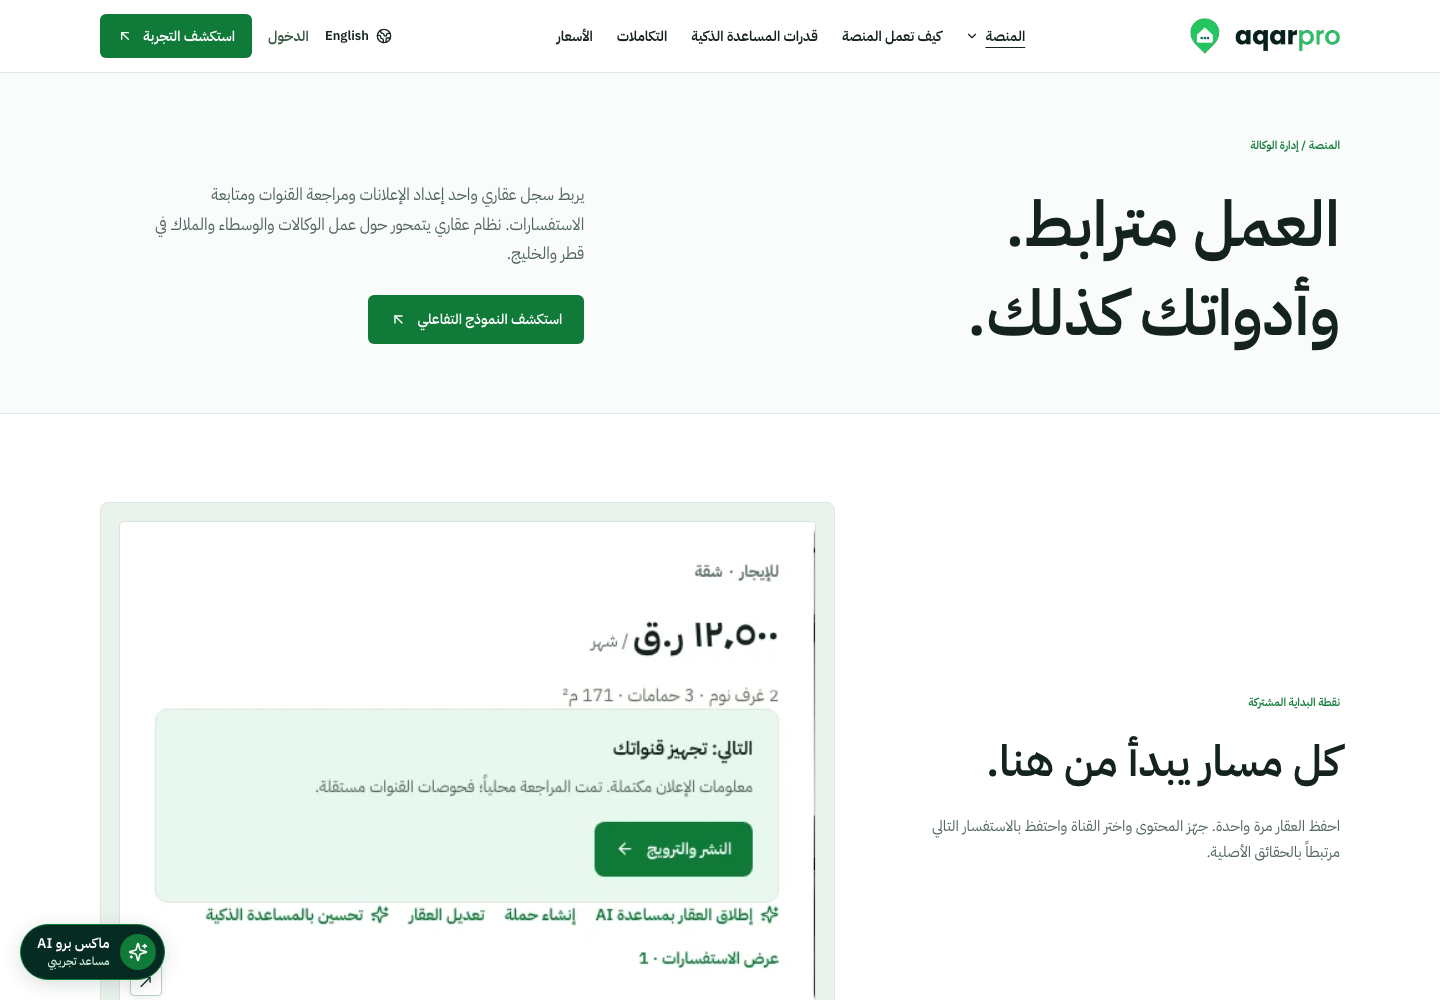 aqarpro
المنصة
كيف تعمل المنصة
قدرات المساعدة الذكية
التكاملات
الأسعار
English
الدخول
استكشف التجربة
المنصة / إدارة الوكالة
العمل مترابط.
وأدواتك كذلك.
يربط سجل عقاري واحد إعداد الإعلانات ومراجعة القنوات ومتابعة
الاستفسارات. نظام عقاري يتمحور حول عمل الوكالات والوسطاء والملاك في
قطر والخليج.
استكشف النموذج التفاعلي
نقطة البداية المشتركة
كل مسار يبدأ من هنا.
احفظ العقار مرة واحدة. جهّز المحتوى واختر القناة واحتفظ بالاستفسار التالي
مرتبطاً بالحقائق الأصلية.
للإيجار · شقة
١٢٬٥٠٠ ر.ق / شهر
2 غرف نوم · 3 حمامات · 171 م²
التالي: تجهيز قنواتك
معلومات الإعلان مكتملة. تمت المراجعة محلياً؛ فحوصات القنوات مستقلة.
النشر والترويج
إطلاق العقار بمساعدة AI
إنشاء حملة
تعديل العقار
تحسين بالمساعدة الذكية
عرض الاستفسارات · 1
ماكس برو AI
مساعد تجريبي